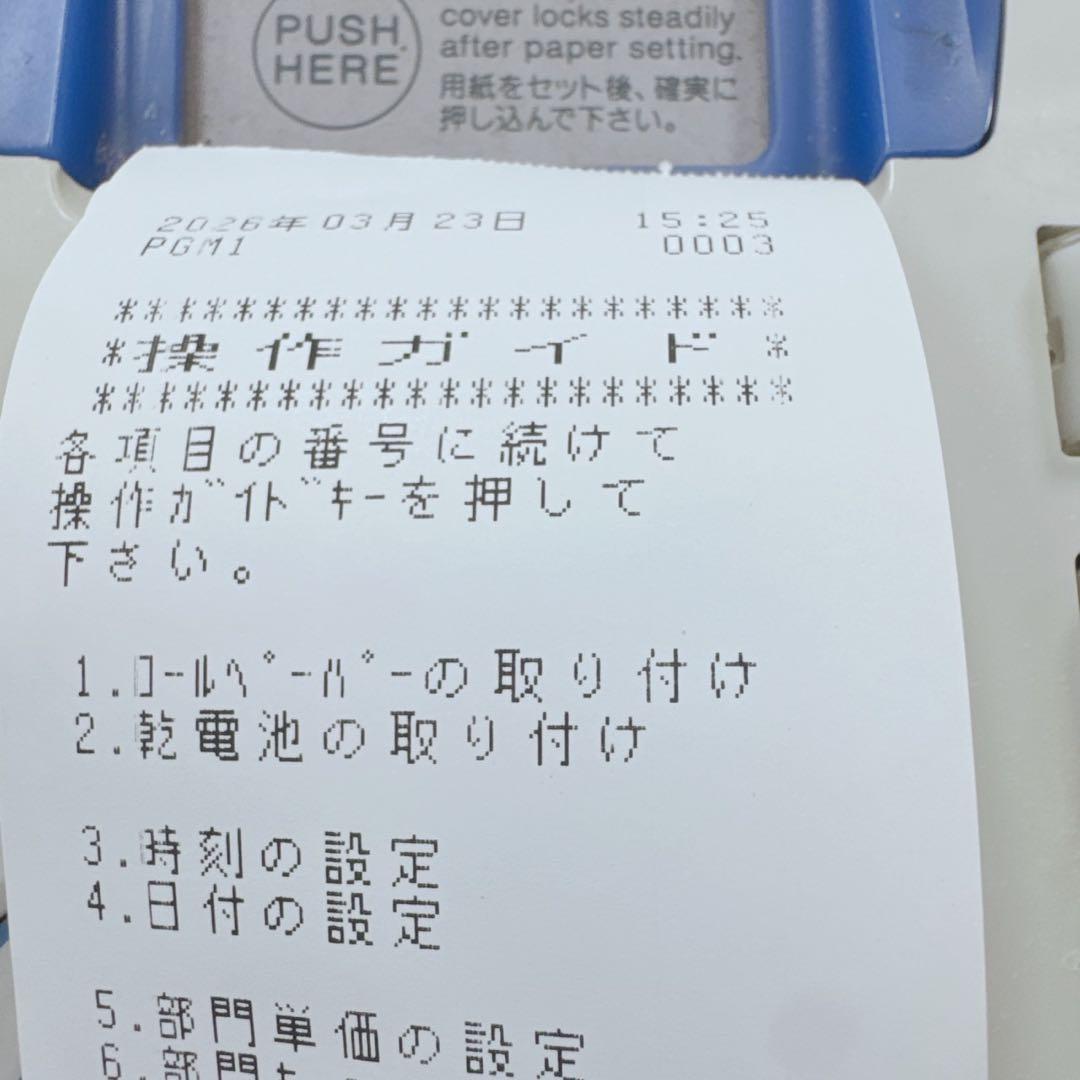 PUSH HERE
cover locks steadily
after paper setting.
用紙をセット後、確実に
押し込んで下さい。
2026年03月23日 15:25
PGM1 0003
************************
*操作ガイド*
************************
各項目の番号に続けて
操作ガイドキーを押して
下さい。
1.ロールペーパーの取り付け
2.乾電池の取り付け
3.時刻の設定
4.日付の設定
5.部門単価の設定
6.部門